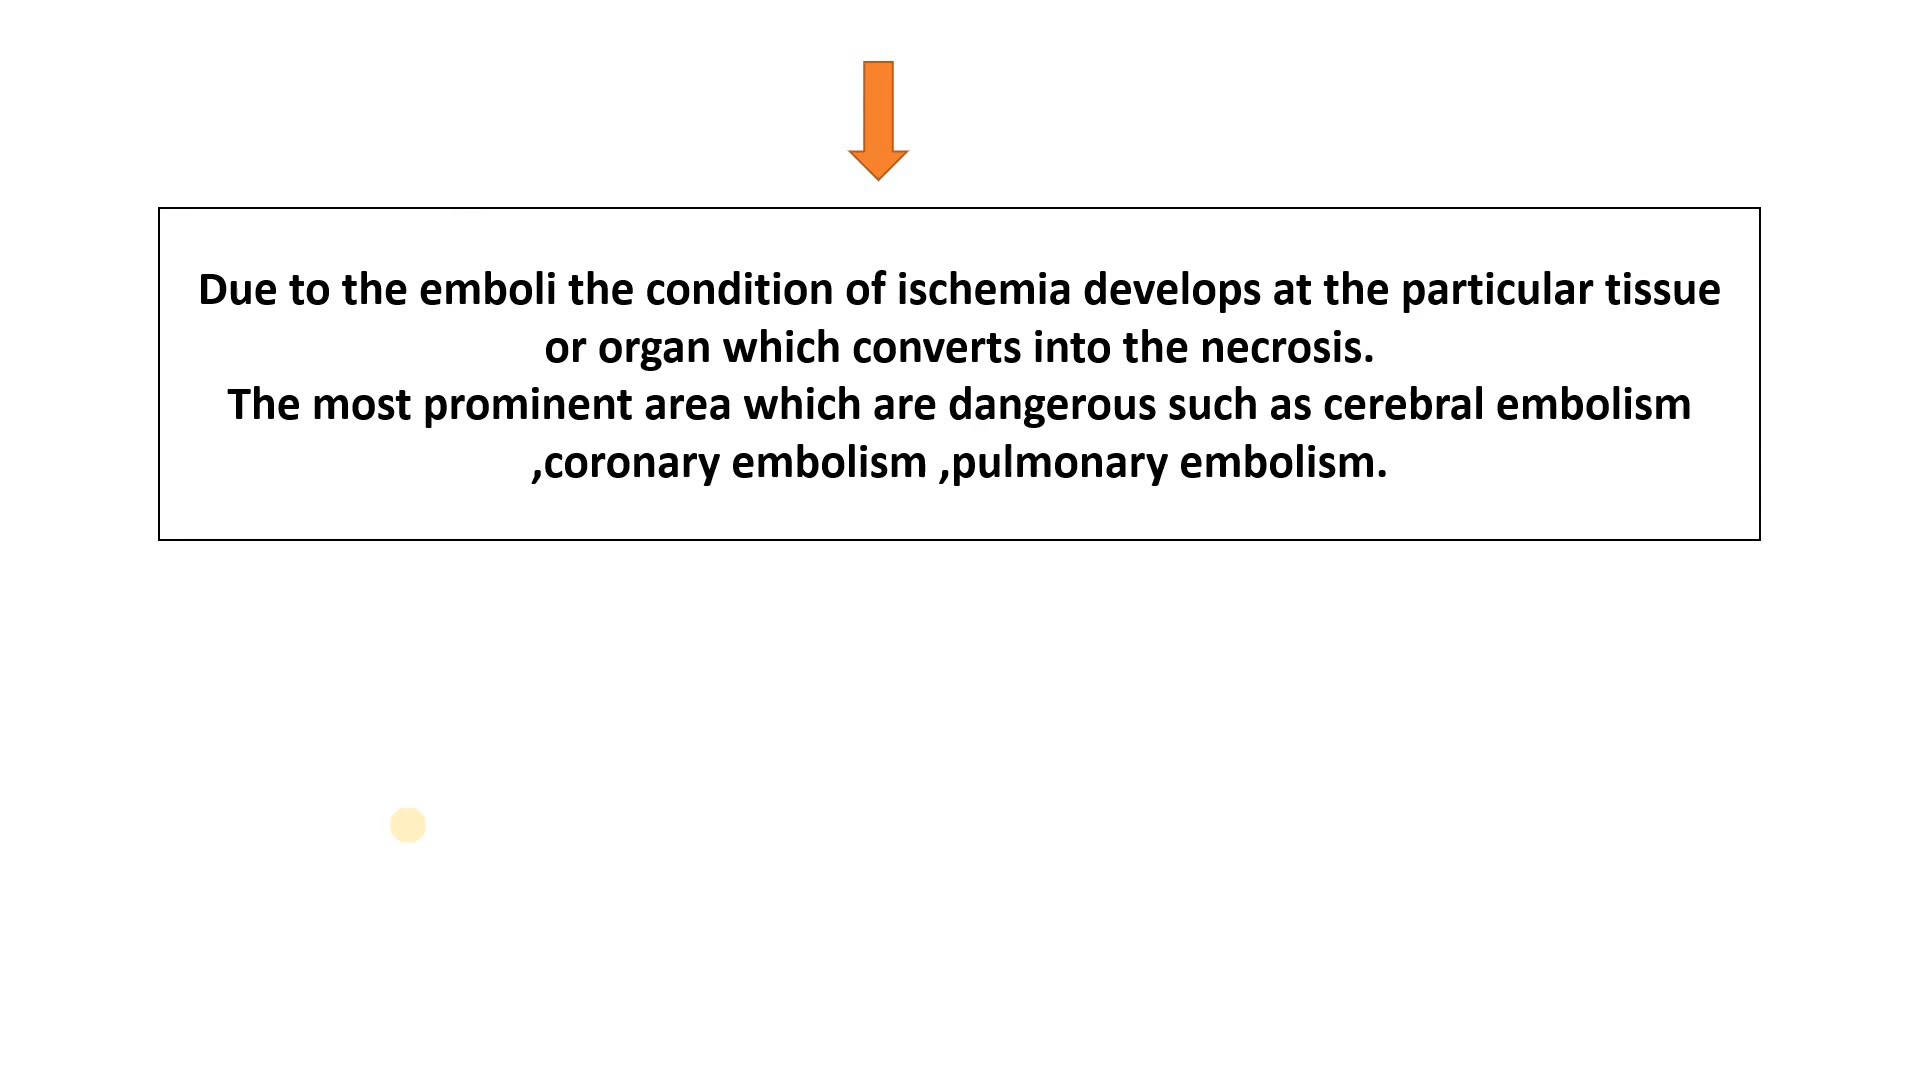 Due to the emboli the condition of ischemia develops at the particular tissue
or organ which converts into the necrosis.
The most prominent area which are dangerous such as cerebral embolism
,coronary embolism ,pulmonary embolism.